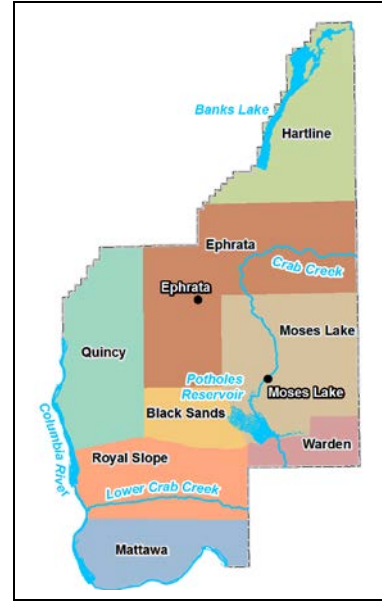 Banks Lake
Hartline
Ephrata
Crab Creek
Ephrata
Moses Lake
Quincy
Potholes
Reservoir
Moses Lake
Black Sands
Columbia River
Warden
Royal Slope
Lower Crab Creek
Mattawa